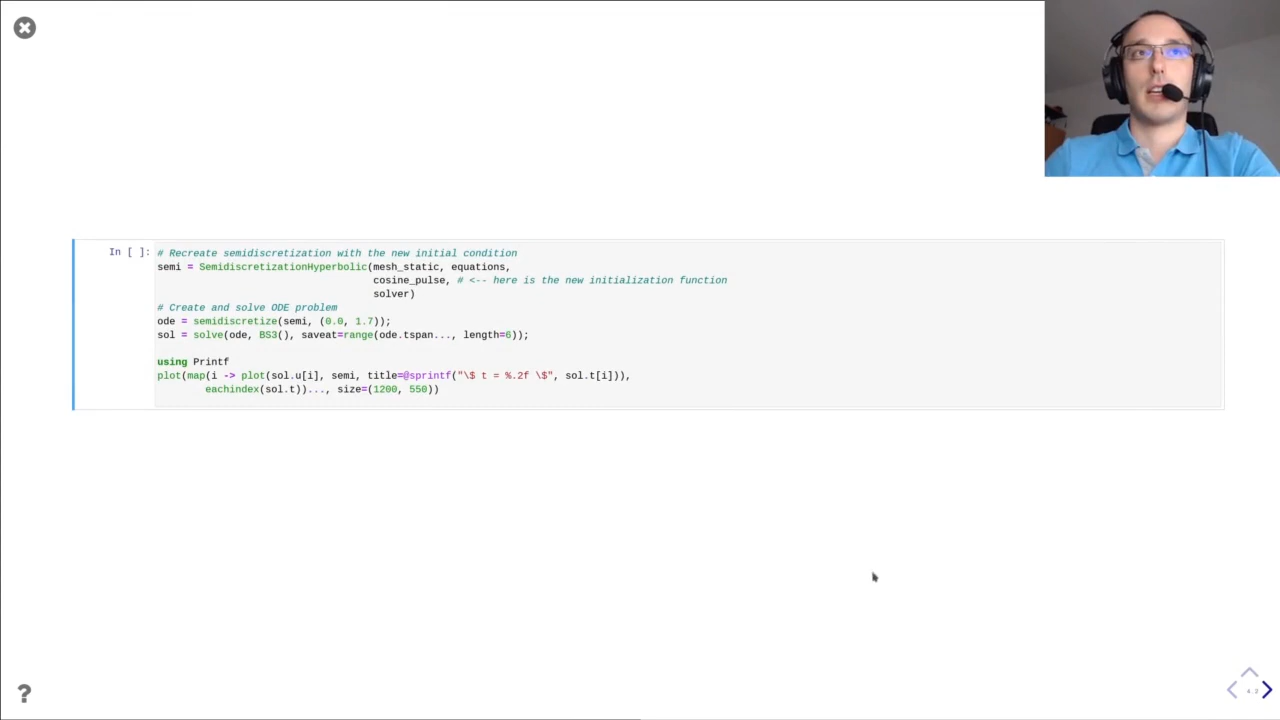 In [ ]:
# Recreate semidiscretization with the new initial condition
semi = SemidiscretizationHyperbolic(mesh_static, equations,
cosine_pulse, # <-- here is the new initialization function
solver)
# Create and solve ODE problem
ode = semidiscretize(semi, (0.0, 1.7));
sol = solve(ode, BS3(), saveat=range(ode.tspan..., length=6));
using Printf
plot(map(i -> plot(sol.u[i], semi, title=@sprintf("\$ t = %.2f \$", sol.t[i])),
eachindex(sol.t))..., size=(1200, 550))
?
4.2